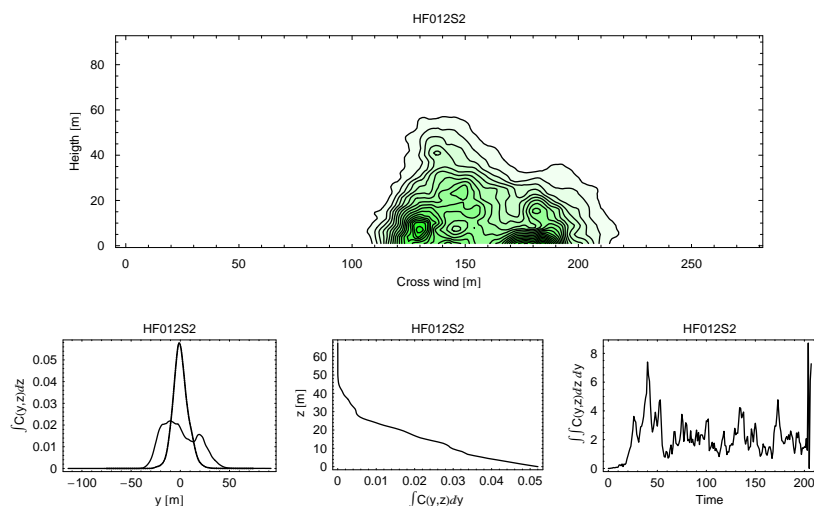 HF012S2
Heigth [m]
80
60
40
20
0
0 50 100 150 200 250
Cross wind [m]
HF012S2
∫C(y,z)dz
0.05
0.04
0.03
0.02
0.01
0
−100 −50 0 50
y [m]
HF012S2
z [m]
60
50
40
30
20
10
0
0 0.01 0.02 0.03 0.04 0.05
∫C(y,z)dy
HF012S2
∫∫C(y,z)dz dy
8
6
4
2
0
0 50 100 150 200
Time